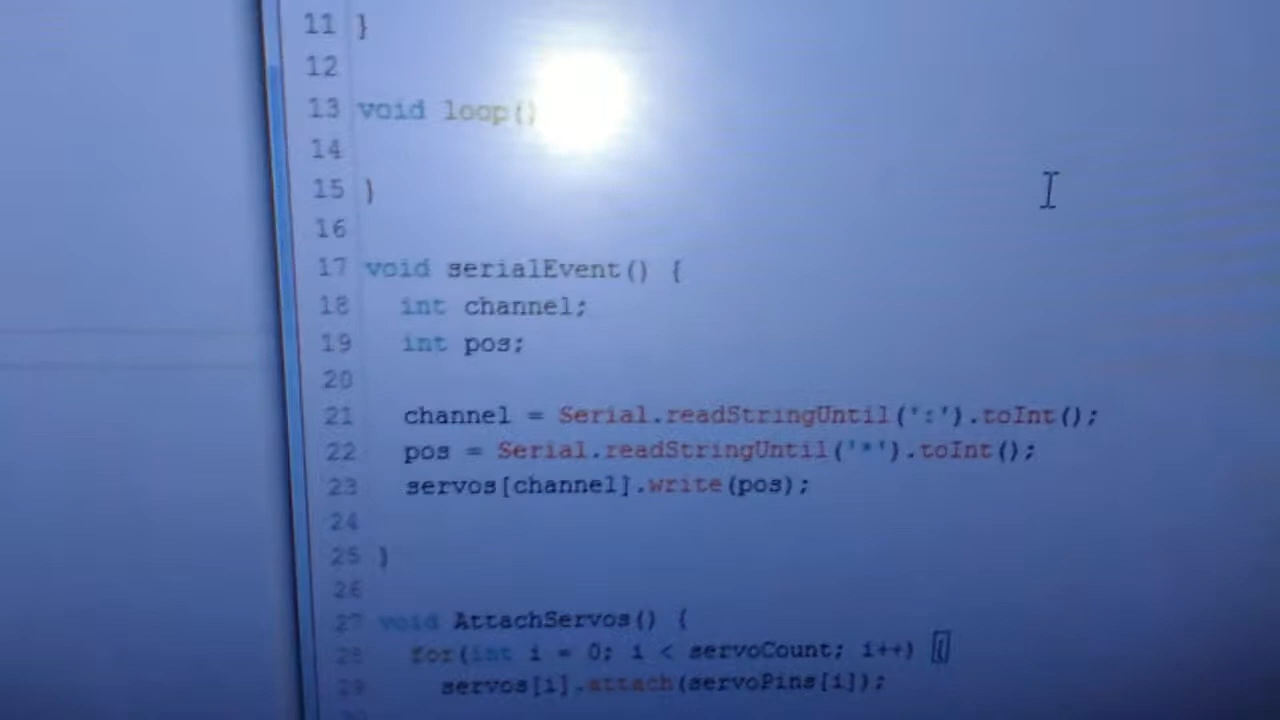 11 }
12
13 void loop()
14
15 }
16
17 void serialEvent() {
18 int channel;
19 int pos;
20
21 channel = Serial.readStringUntil(':').toInt();
22 pos = Serial.readStringUntil('*').toInt();
23 servos[channel].write(pos);
24
25 }
26
27 void AttachServos() {
28 for(int i = 0; i < servoCount; i++) {
29 servos[i].attach(servoPins[i]);